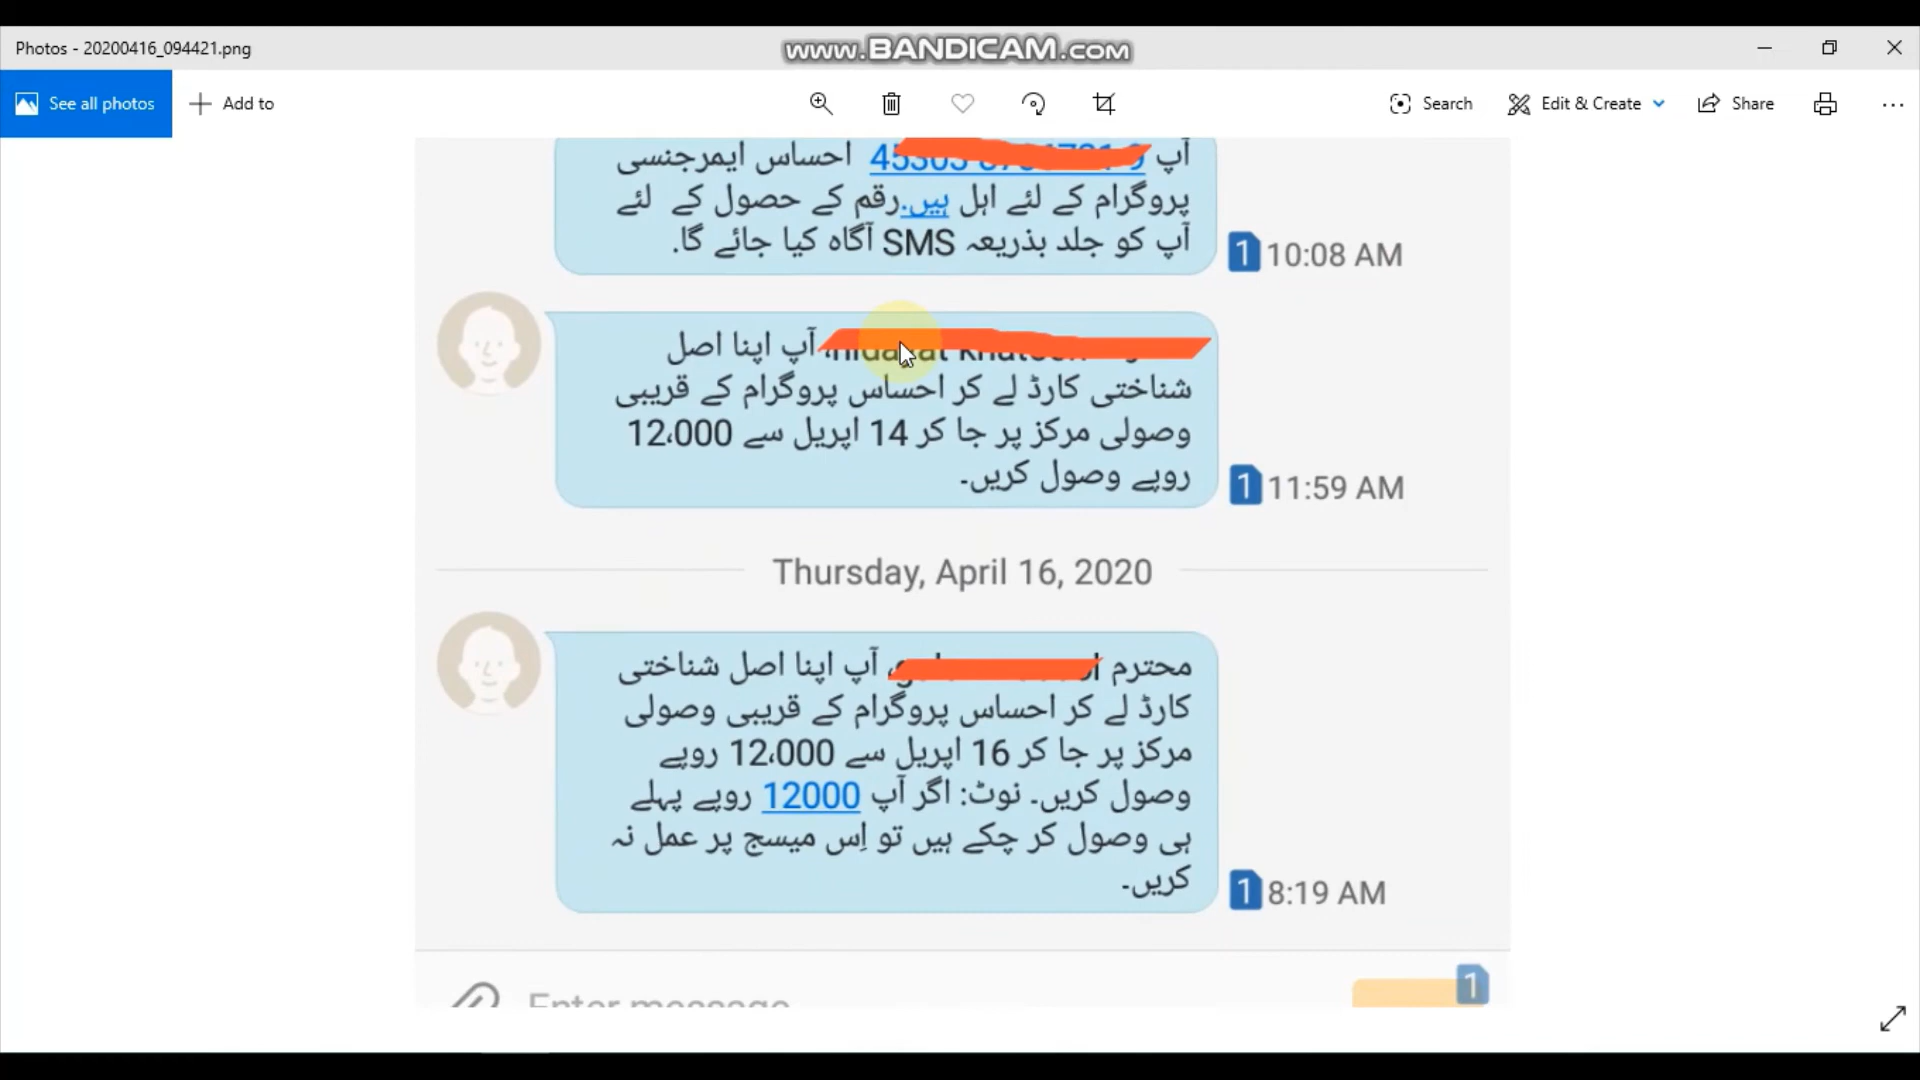 Photos - 20200416_094421.png
www.BANDICAM.com
See all photos
Add to
Search
Edit & Create
Share
آپ احساس ایمرجنسی
پروگرام کے لئے اہل ہیں.رقم کے حصول کے لئے
آپ کو جلد بذریعہ SMS آگاہ کیا جائے گا.
1 10:08 AM
آپ اپنا اصل
شناختی کارڈ لے کر احساس پروگرام کے قریبی
وصولی مرکز پر جا کر 14 اپریل سے 12،000
روپے وصول کریں۔
1 11:59 AM
Thursday, April 16, 2020
محترم ، آپ اپنا اصل شناختی
کارڈ لے کر احساس پروگرام کے قریبی وصولی
مرکز پر جا کر 16 اپریل سے 12،000 روپے
وصول کریں۔ نوٹ: اگر آپ 12000 روپے پہلے
ہی وصول کر چکے ہیں تو اِس میسج پر عمل نہ
کریں۔
1 8:19 AM
Enter message
1